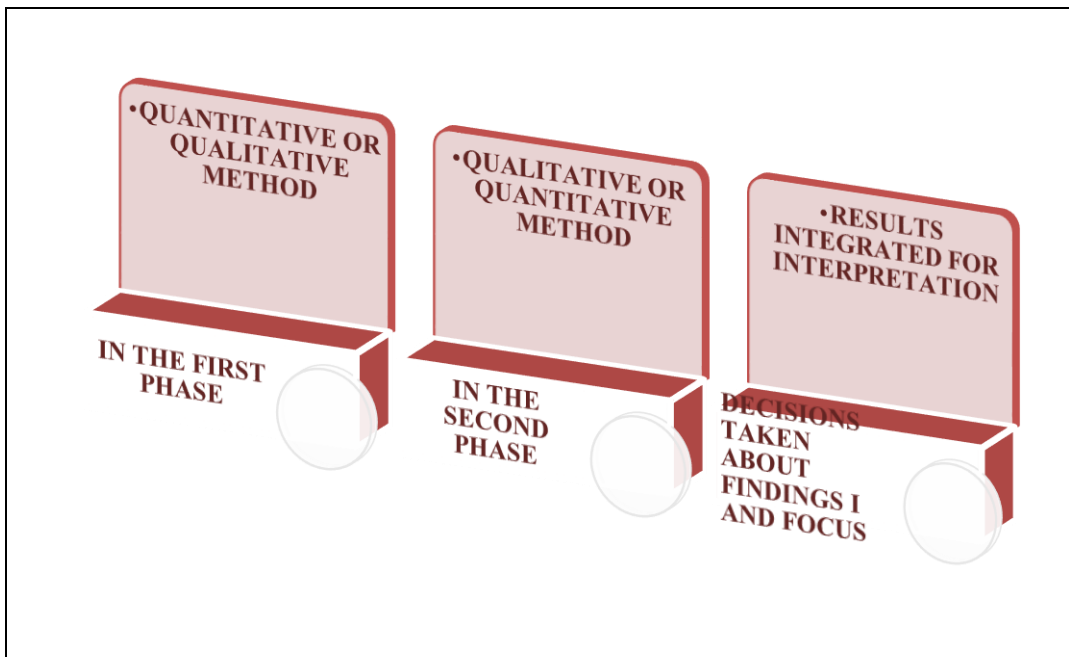 •QUANTITATIVE OR
QUALITATIVE
METHOD
IN THE FIRST
PHASE
•QUALITATIVE OR
QUANTITATIVE
METHOD
IN THE
SECOND
PHASE
•RESULTS
INTEGRATED FOR
INTERPRETATION
DECISIONS
TAKEN
ABOUT
FINDINGS I
AND FOCUS